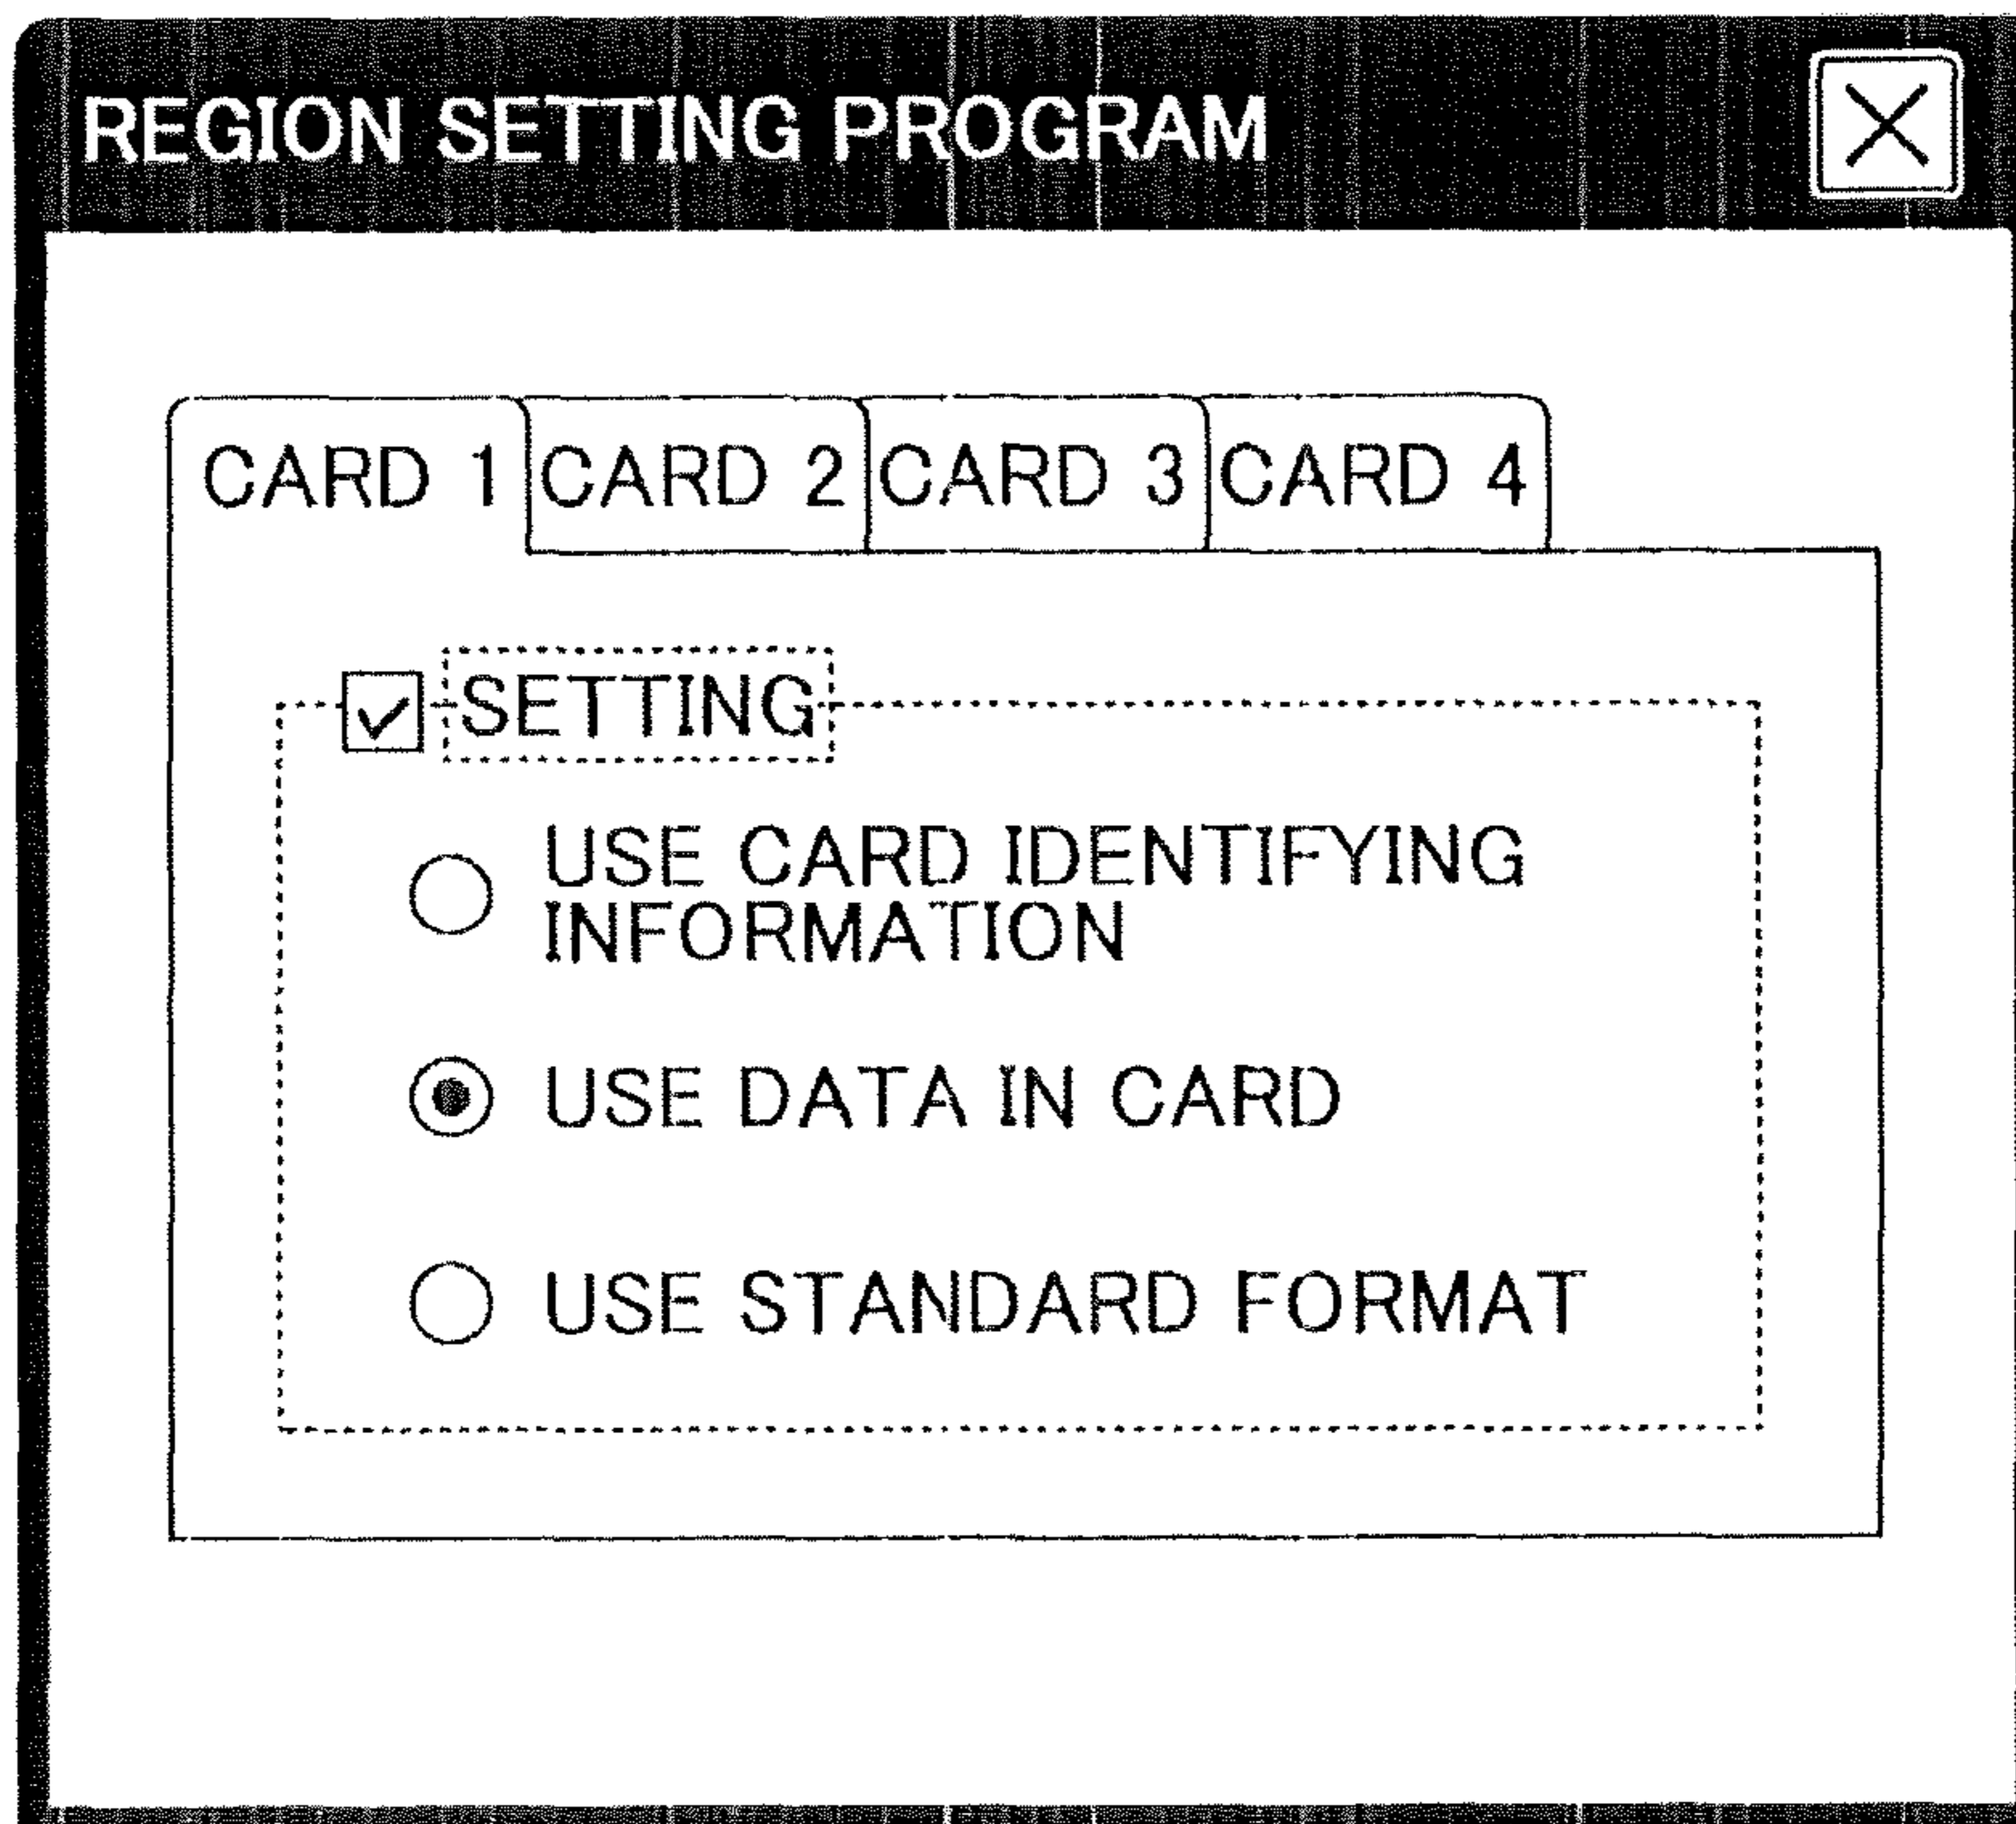 REGION SETTING PROGRAM
CARD 1 CARD 2 CARD 3 CARD 4
SETTING
USE CARD IDENTIFYING
INFORMATION
USE DATA IN CARD
USE STANDARD FORMAT